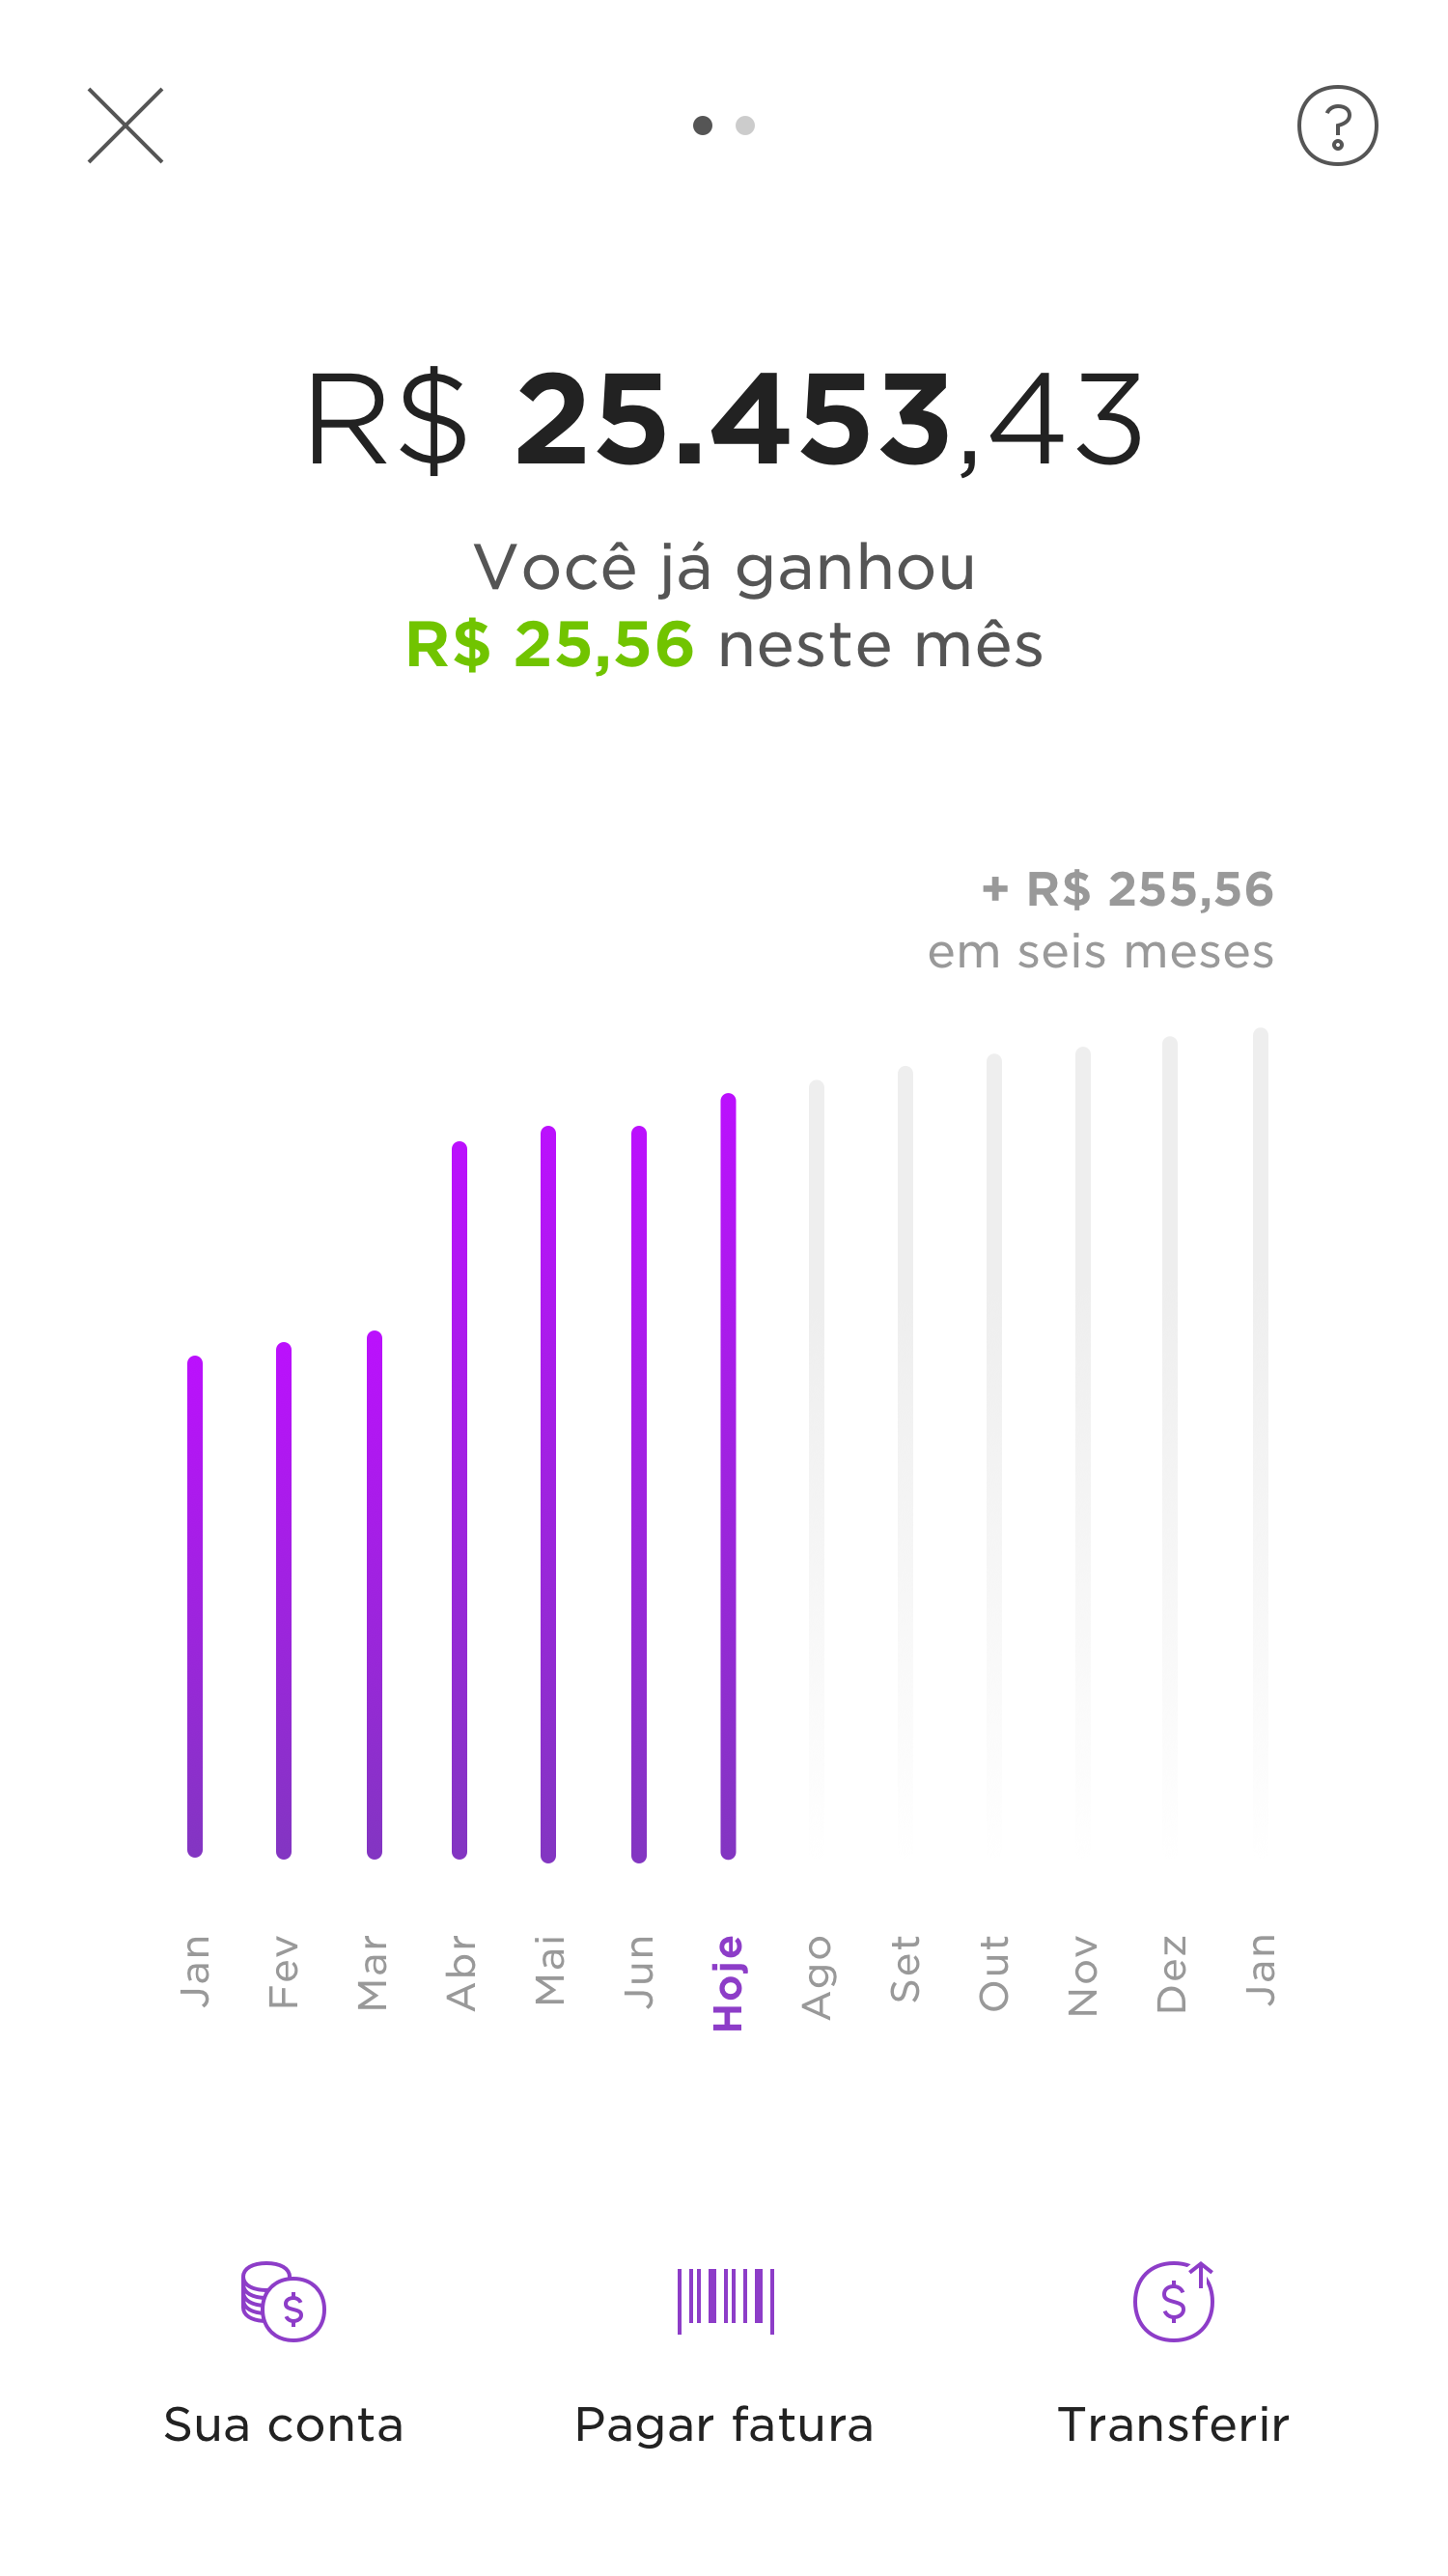 ?
R$ 25.453,43
Você já ganhou
R$ 25,56 neste mês
+ R$ 255,56
em seis meses
Jan
Fev
Mar
Abr
Mai
Jun
Hoje
Ago
Set
Out
Nov
Dez
Jan
$
$
Sua conta
Pagar fatura
Transferir